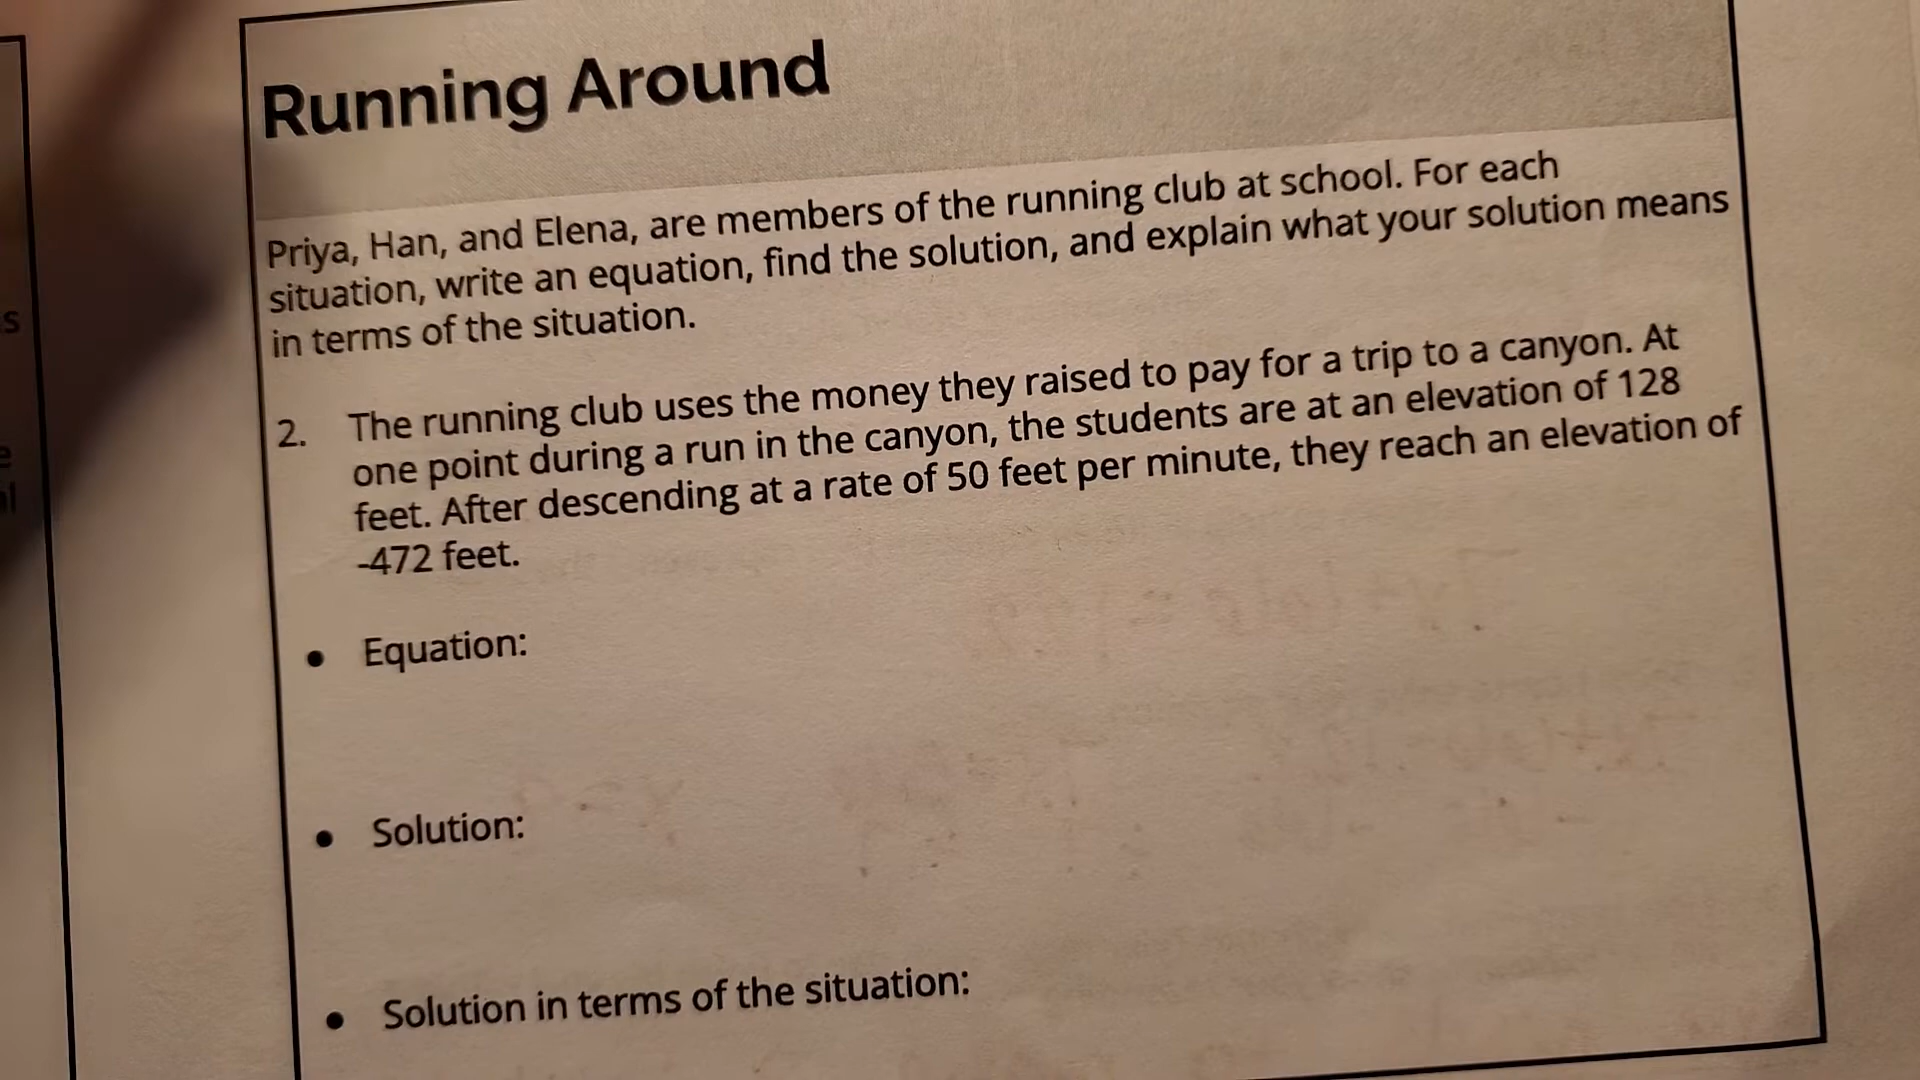 Running Around
Priya, Han, and Elena, are members of the running club at school. For each
situation, write an equation, find the solution, and explain what your solution means
in terms of the situation.
2. The running club uses the money they raised to pay for a trip to a canyon. At
one point during a run in the canyon, the students are at an elevation of 128
feet. After descending at a rate of 50 feet per minute, they reach an elevation of
-472 feet.
• Equation:
• Solution:
• Solution in terms of the situation: